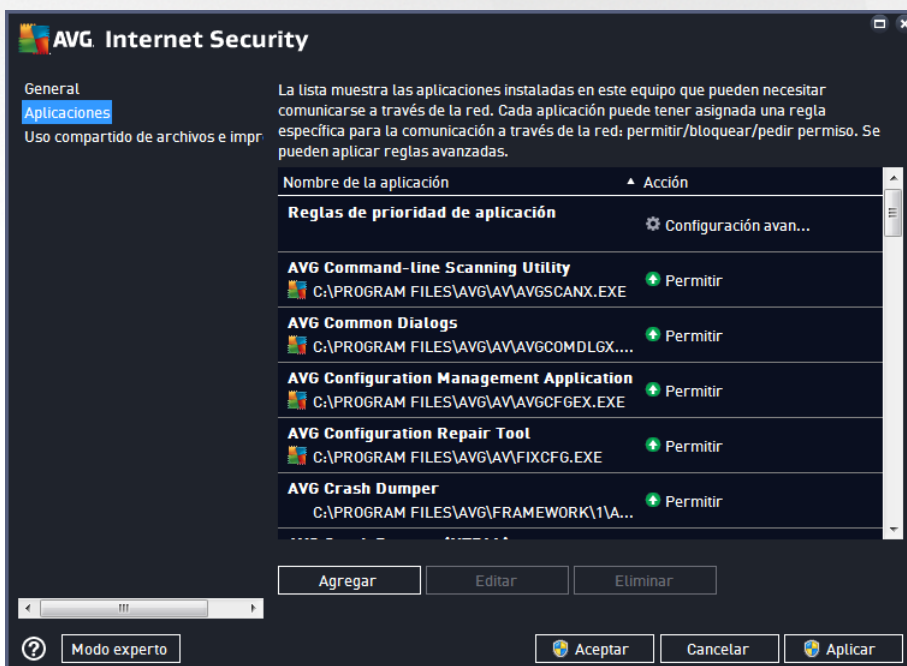 AVG Internet Security
General
Aplicaciones
Uso compartido de archivos e impr
La lista muestra las aplicaciones instaladas en este equipo que pueden necesitar
comunicarse a través de la red. Cada aplicación puede tener asignada una regla
específica para la comunicación a través de la red: permitir/bloquear/pedir permiso. Se
pueden aplicar reglas avanzadas.
Nombre de la aplicación Acción
Reglas de prioridad de aplicación
Configuración avan...
AVG Command-line Scanning Utility
C:\PROGRAM FILES\AVG\AV\AVGSCANX.EXE
Permitir
AVG Common Dialogs
C:\PROGRAM FILES\AVG\AV\AVGCOMDLGX....
Permitir
AVG Configuration Management Application
C:\PROGRAM FILES\AVG\AV\AVGCFGEX.EXE
Permitir
AVG Configuration Repair Tool
C:\PROGRAM FILES\AVG\AV\FIXCFG.EXE
Permitir
AVG Crash Dumper
C:\PROGRAM FILES\AVG\FRAMEWORK\1\A...
Permitir
Agregar Editar Eliminar
Modo experto Aceptar Cancelar Aplicar